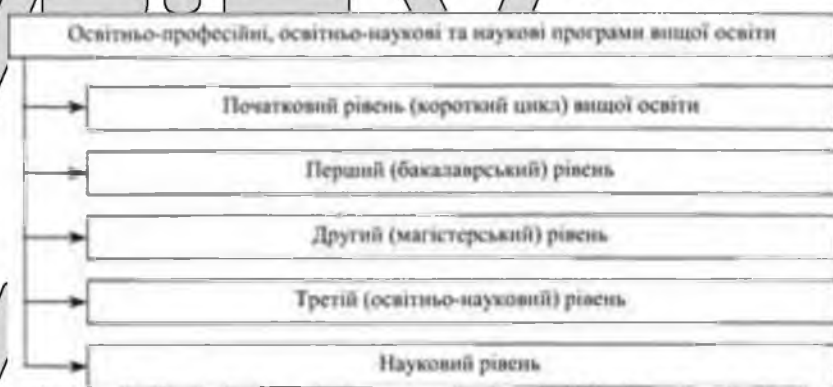 Освітньо-професійні, освітньо-наукові та наукові програми вищої освіти
Початковий рівень (короткий цикл) вищої освіти
Перший (бакалаврський) рівень
Другий (магістерський) рівень
Третій (освітньо-науковий) рівень
Науковий рівень